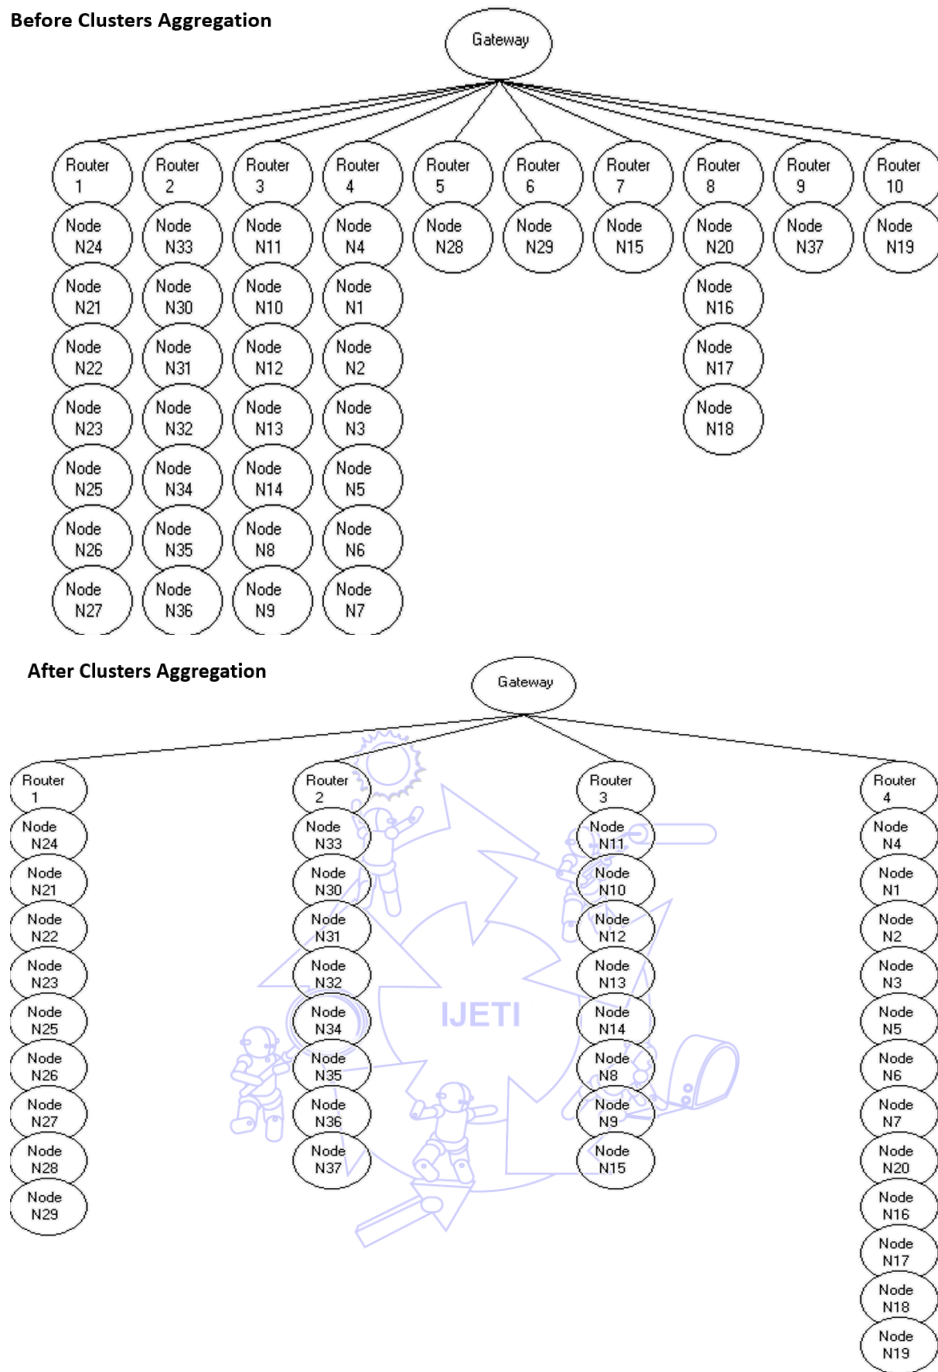 Before Clusters Aggregation
Gateway
Router Router Router Router Router Router Router Router Router Router
1 2 3 4 5 6 7 8 9 10
Node Node Node Node Node Node Node Node Node Node
N24 N33 N11 N4 N28 N29 N15 N20 N37 N19
Node Node Node Node Node
N21 N30 N10 N1 N16
Node Node Node Node Node
N22 N31 N12 N2 N17
Node Node Node Node Node
N23 N32 N13 N3 N18
Node Node Node Node
N25 N34 N14 N5
Node Node Node Node
N26 N35 N8 N6
Node Node Node Node
N27 N36 N9 N7
After Clusters Aggregation
Gateway
Router Router Router Router
1 2 3 4
Node Node Node Node
N24 N33 N11 N4
Node Node Node Node
N21 N30 N10 N1
Node Node Node Node
N22 N31 N12 N2
Node Node Node Node
N23 N32 N13 N3
Node Node Node Node
N25 N34 IJETI N14 N5
Node Node Node Node
N26 N35 N8 N6
Node Node Node Node
N27 N36 N9 N7
Node Node Node Node
N28 N37 N15 N20
Node Node
N29 N16
Node
N17
Node
N18
Node
N19